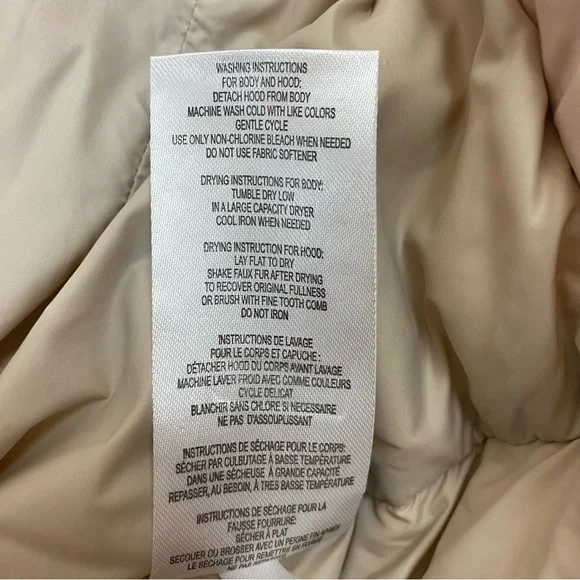 WASHING INSTRUCTIONS
FOR BODY AND HOOD:
DETACH HOOD FROM BODY
MACHINE WASH COLD WITH LIKE COLORS
GENTLE CYCLE
USE ONLY NON-CHLORINE BLEACH WHEN NEEDED
DO NOT USE FABRIC SOFTENER
DRYING INSTRUCTIONS FOR BODY:
TUMBLE DRY LOW
IN A LARGE CAPACITY DRYER
COOL IRON WHEN NEEDED
DRYING INSTRUCTION FOR HOOD:
LAY FLAT TO DRY
SHAKE FAUX FUR AFTER DRYING
TO RECOVER ORIGINAL FULLNESS
OR BRUSH WITH FINE TOOTH COMB
DO NOT IRON
INSTRUCTIONS DE LAVAGE
POUR LE CORPS ET CAPUCHE :
DÉTACHER HOOD DU CORPS AVANT LAVAGE
MACHINE LAVER FROID AVEC COMME COULEURS
CYCLE DELICAT
BLANCHIR SANS CHLORE SI NECESSAIRE
NE PAS D'ASSOUPLISSANT
INSTRUCTIONS DE SÉCHAGE POUR LE CORPS:
SÉCHER PAR CULBUTAGE À BASSE TEMPÉRATURE
DANS UNE SÉCHEUSE À GRANDE CAPACITÉ
REPASSER, AU BESOIN, À TRES BASSE TEMPÉRATURE
INSTRUCTIONS DE SÉCHAGE POUR LA
FAUSSE FOURRURE:
SÉCHER À PLAT
SECOUER OU BROSSER AVEC UN PEIGNE FIN APRÈS
LE SÉCHAGE POUR REMETTRE EN FORME
NE PAS